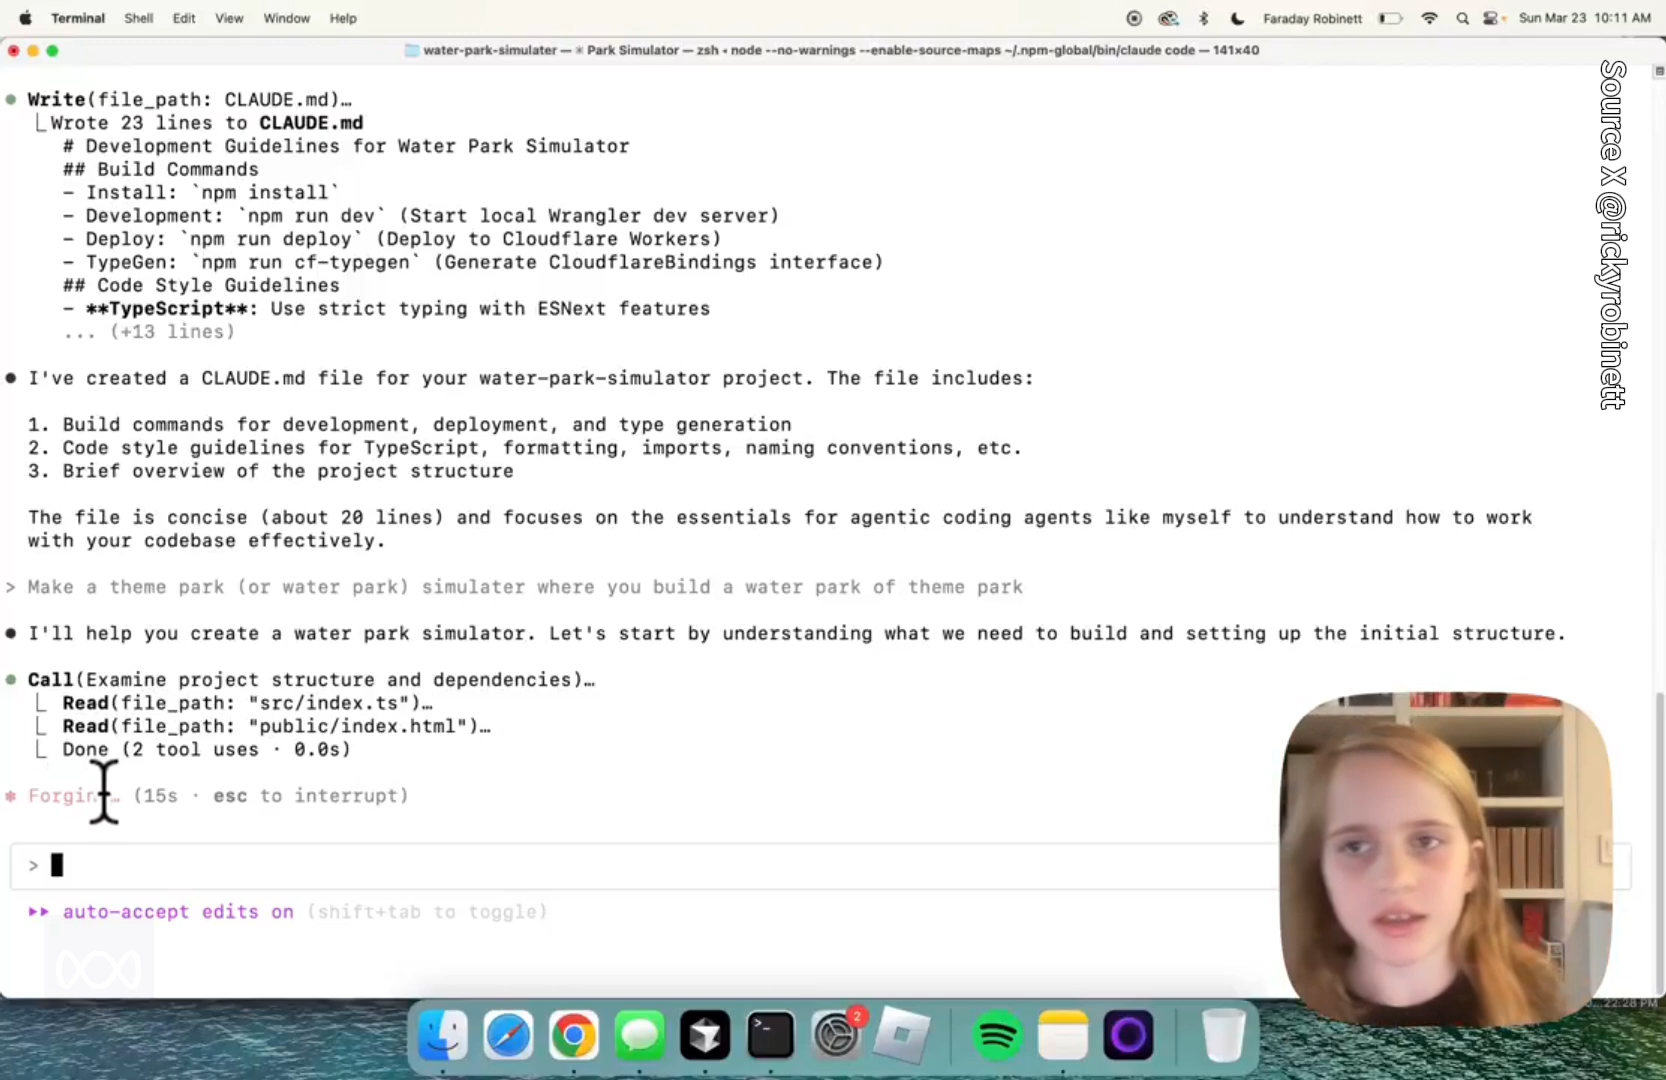 Terminal Shell Edit View Window Help Faraday Robinett Sun Mar 23 10:11 AM
water-park-simulater — ✳ Park Simulator — zsh ◂ node --no-warnings --enable-source-maps ~/.npm-global/bin/claude code — 141×40
● Write(file_path: CLAUDE.md)…
⎿ Wrote 23 lines to CLAUDE.md
# Development Guidelines for Water Park Simulator
## Build Commands
- Install: `npm install`
- Development: `npm run dev` (Start local Wrangler dev server)
- Deploy: `npm run deploy` (Deploy to Cloudflare Workers)
- TypeGen: `npm run cf-typegen` (Generate CloudflareBindings interface)
## Code Style Guidelines
- **TypeScript**: Use strict typing with ESNext features
... (+13 lines)
● I've created a CLAUDE.md file for your water-park-simulator project. The file includes:
1. Build commands for development, deployment, and type generation
2. Code style guidelines for TypeScript, formatting, imports, naming conventions, etc.
3. Brief overview of the project structure
The file is concise (about 20 lines) and focuses on the essentials for agentic coding agents like myself to understand how to work
with your codebase effectively.
> Make a theme park (or water park) simulater where you build a water park of theme park
● I'll help you create a water park simulator. Let's start by understanding what we need to build and setting up the initial structure.
● Call(Examine project structure and dependencies)…
⎿ Read(file_path: "src/index.ts")…
⎿ Read(file_path: "public/index.html")…
⎿ Done (2 tool uses · 0.0s)
✱ Forgin… (15s · esc to interrupt)
>
▸▸ auto-accept edits on (shift+tab to toggle)
Source X @rickyrobinett
22.28 PM
2
>_